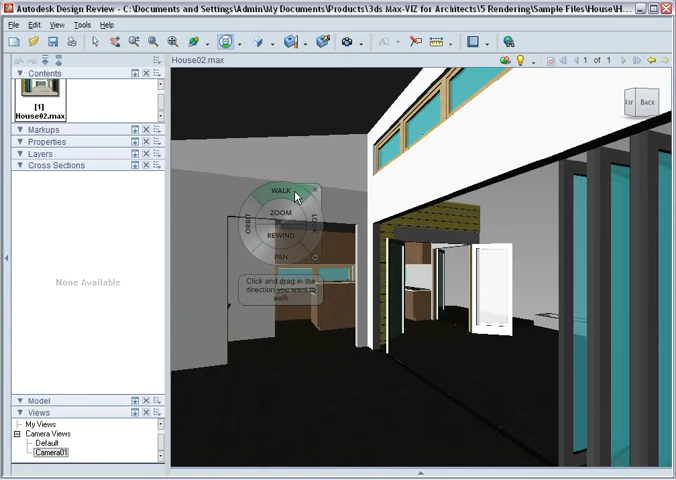 Autodesk Design Review - C:\Documents and Settings\Admin\My Documents\Products\3ds Max-VIZ for Architects\5 Rendering\Sample Files\House\H...
File Edit View Tools Help
House02.max
1 of 1
Contents
[1]
House02.max
Markups
Properties
Layers
Cross Sections
None Available
Model
Views
My Views
Camera Views
Default
Camera01
WALK
ZOOM
ORBIT
LOOK
REWIND
PAN
Click and drag in the
direction you want to
walk
BACK